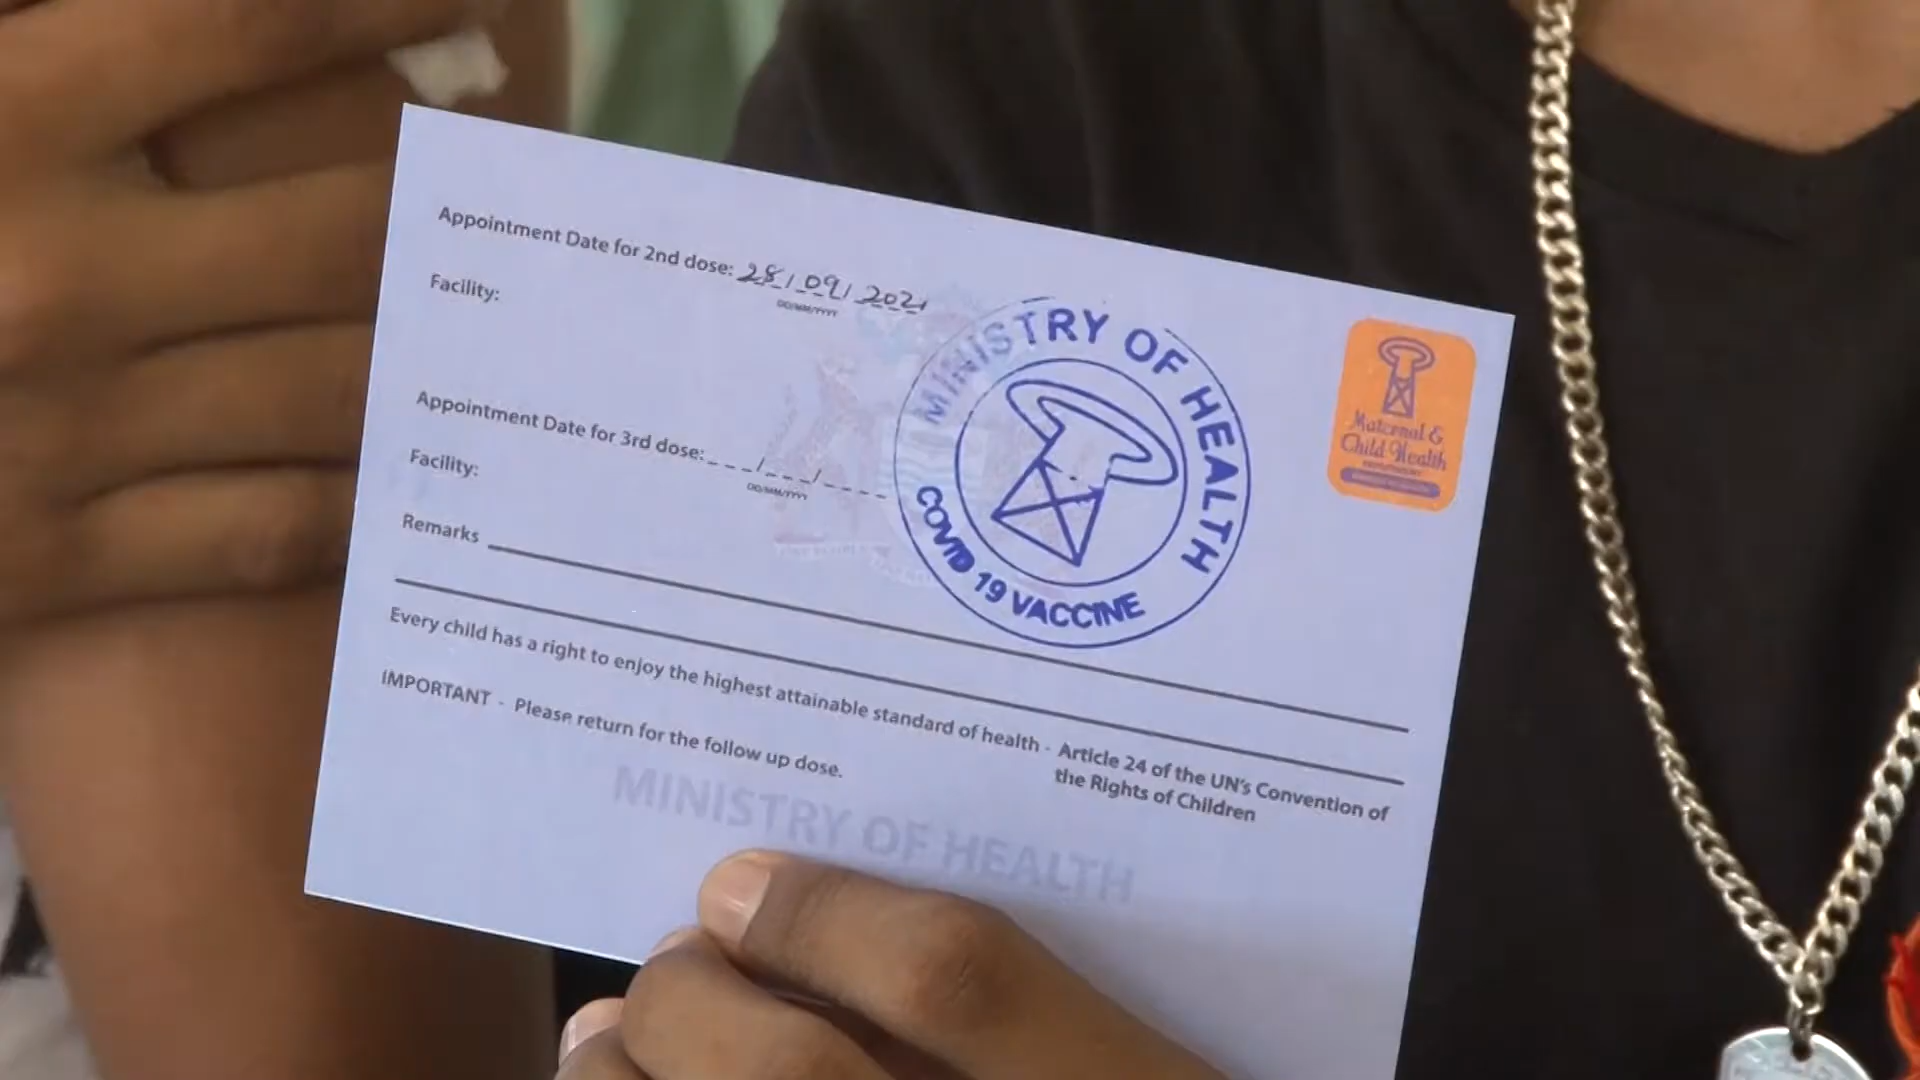 Appointment Date for 2nd dose: 28/09/2021
DD/MM/YYYY
Facility:
Appointment Date for 3rd dose: _ _ _/_ _ _/_ _ _ _
DD/MM/YYYY
Facility:
Remarks
MINISTRY OF HEALTH
COVID 19 VACCINE
Maternal &
Child Health
Every child has a right to enjoy the highest attainable standard of health - Article 24 of the UN's Convention of
the Rights of Children
IMPORTANT - Please return for the follow up dose.
MINISTRY OF HEALTH